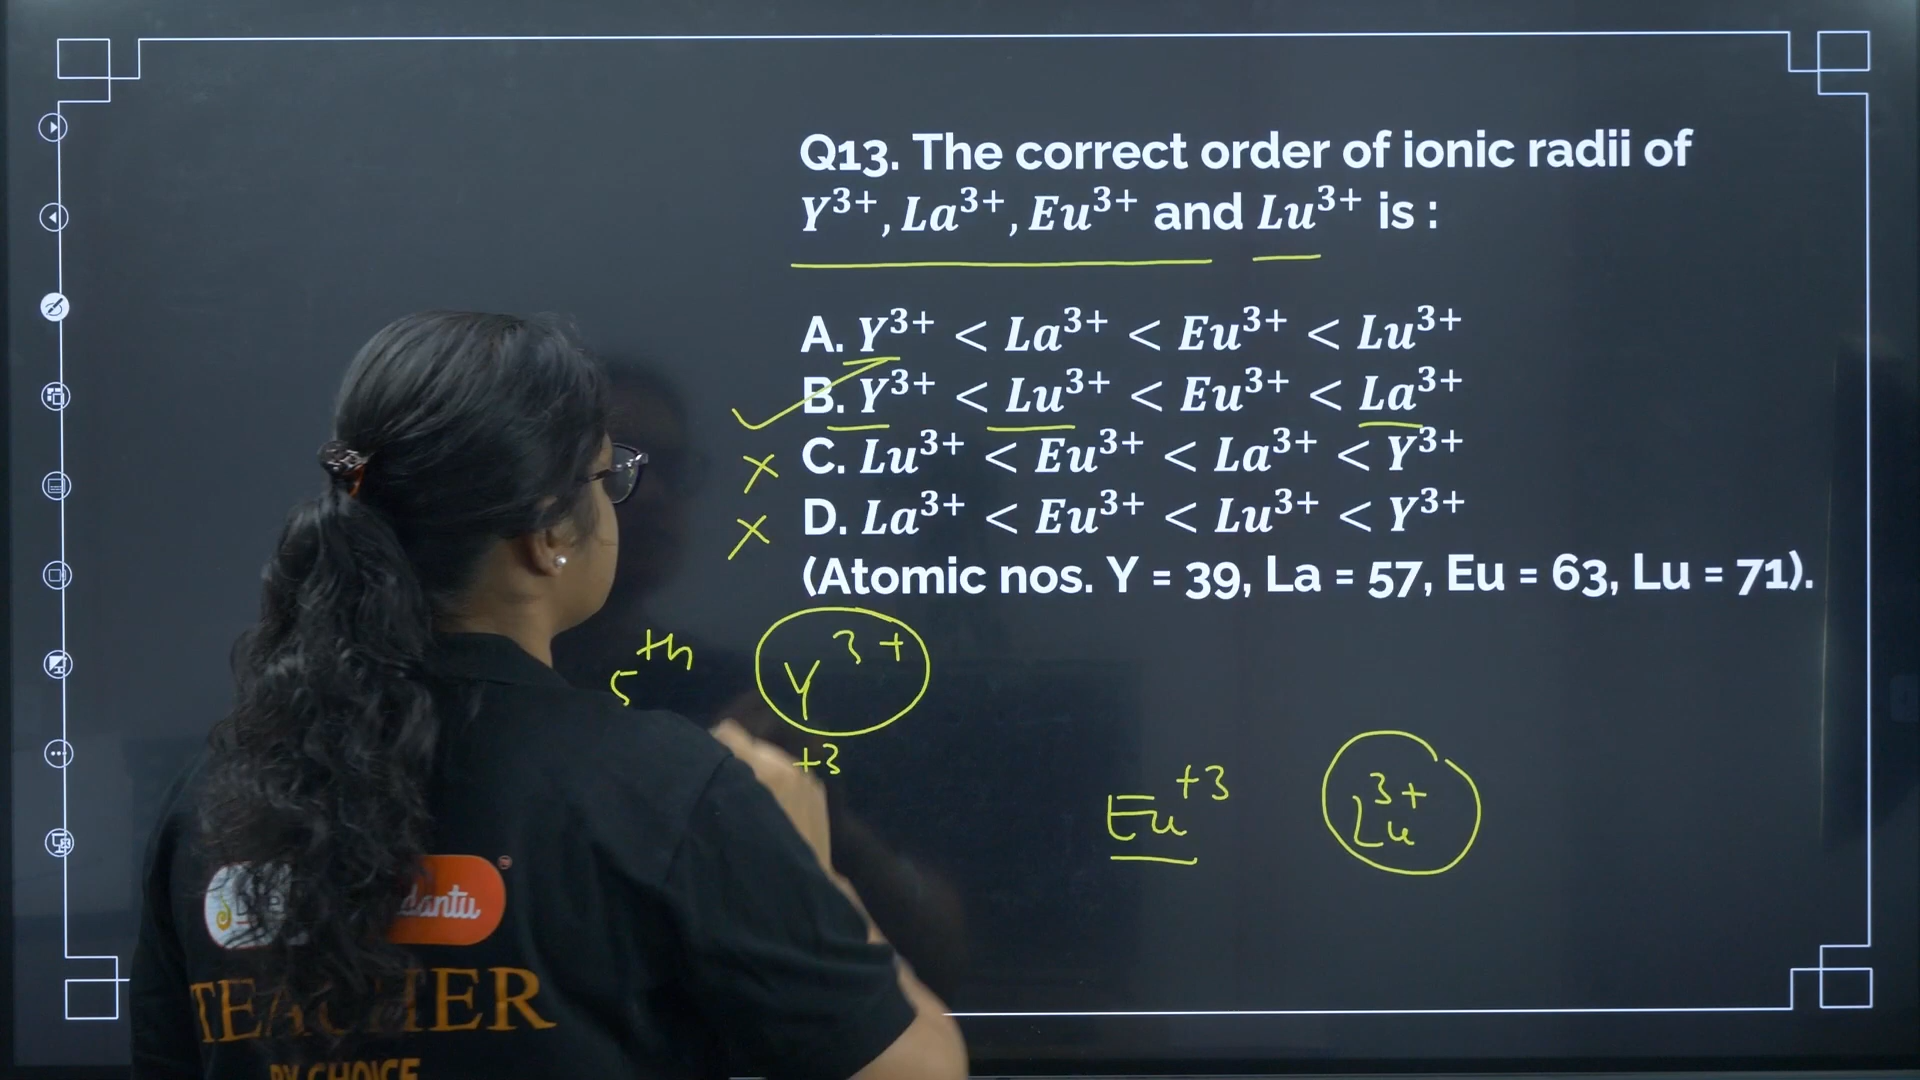 Q13. The correct order of ionic radii of
Y³⁺, La³⁺, Eu³⁺ and Lu³⁺ is :
A. Y³⁺ < La³⁺ < Eu³⁺ < Lu³⁺
B. Y³⁺ < Lu³⁺ < Eu³⁺ < La³⁺
C. Lu³⁺ < Eu³⁺ < La³⁺ < Y³⁺
D. La³⁺ < Eu³⁺ < Lu³⁺ < Y³⁺
(Atomic nos. Y = 39, La = 57, Eu = 63, Lu = 71).
5th Y³⁺
+3
Eu⁺³ Lu³⁺
TEACHER
BY CHOICE